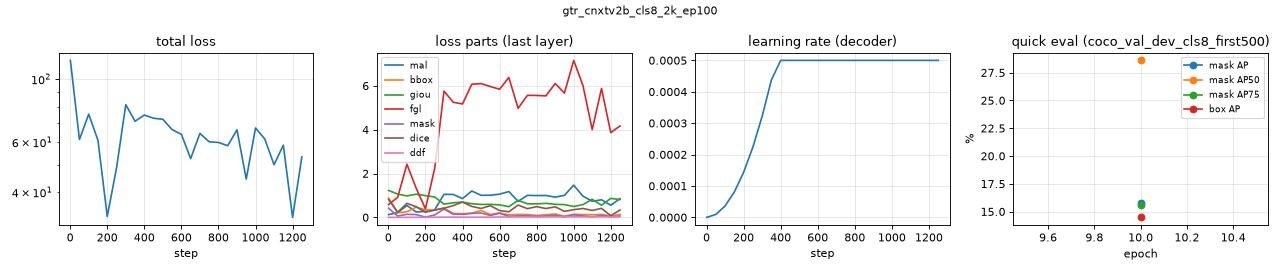 gtr_cnxtv2b_cls8_2k_ep100
total loss
10²
6 × 10¹
4 × 10¹
0 200 400 600 800 1000 1200
step
loss parts (last layer)
mal
bbox
giou
fgl
mask
dice
ddf
6
4
2
0
0 200 400 600 800 1000 1200
step
learning rate (decoder)
0.0005
0.0004
0.0003
0.0002
0.0001
0.0000
0 200 400 600 800 1000 1200
step
quick eval (coco_val_dev_cls8_first500)
mask AP
mask AP50
mask AP75
box AP
%
27.5
25.0
22.5
20.0
17.5
15.0
9.6 9.8 10.0 10.2 10.4
epoch